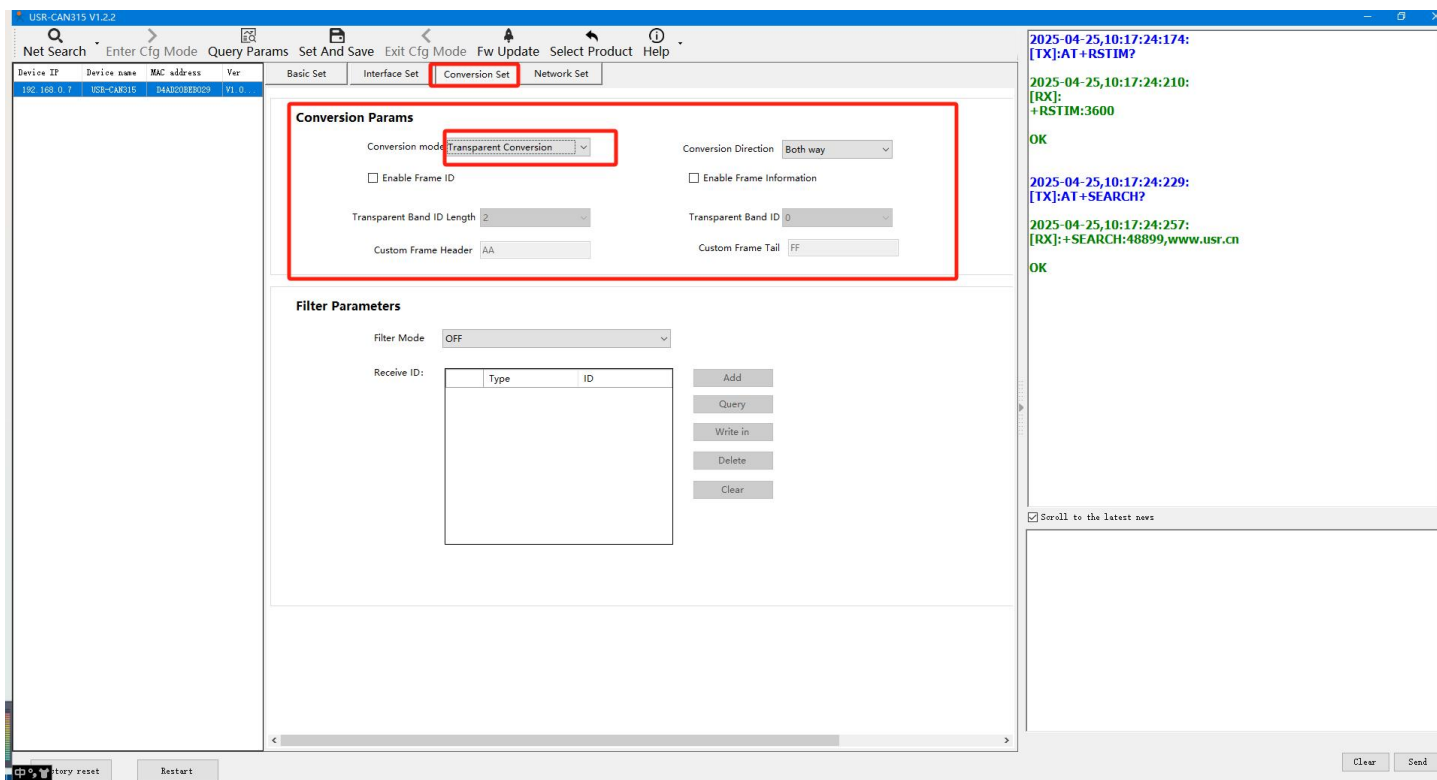 USR-CAN315 V1.2.2
Net Search Enter Cfg Mode Query Params Set And Save Exit Cfg Mode Fw Update Select Product Help
Device IP Device name MAC address Ver
192.168.0.7 USR-CAN315 D4AD20BEB029 V1.0...
Basic Set Interface Set Conversion Set Network Set
Conversion Params
Conversion mode Transparent Conversion Conversion Direction Both way
Enable Frame ID Enable Frame Information
Transparent Band ID Length 2 Transparent Band ID 0
Custom Frame Header AA Custom Frame Tail FF
Filter Parameters
Filter Mode OFF
Receive ID: Type ID
Add
Query
Write in
Delete
Clear
2025-04-25,10:17:24:174:
[TX]:AT+RSTIM?
2025-04-25,10:17:24:210:
[RX]:
+RSTIM:3600
OK
2025-04-25,10:17:24:229:
[TX]:AT+SEARCH?
2025-04-25,10:17:24:257:
[RX]:+SEARCH:48899,www.usr.cn
OK
Scroll to the latest news
Clear Send
中 tory reset Restart